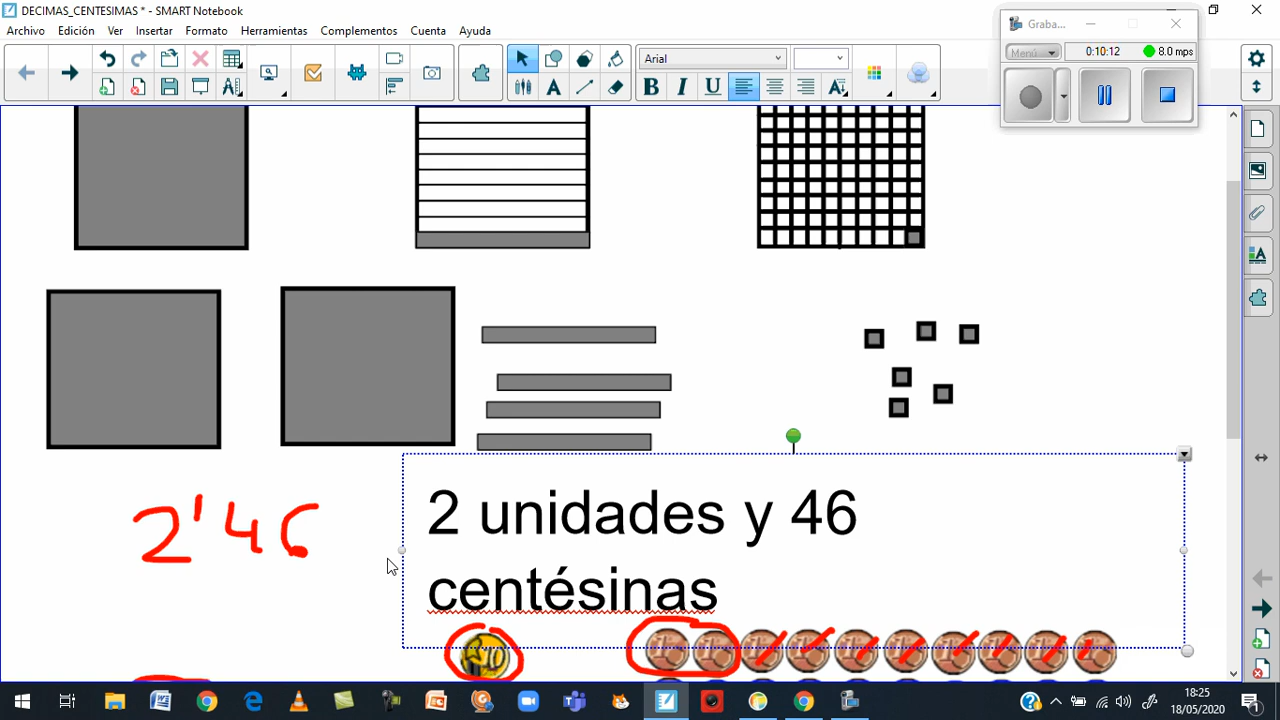 DECIMAS_CENTESIMAS * - SMART Notebook
Archivo Edición Ver Insertar Formato Herramientas Complementos Cuenta Ayuda
Graba...
Menú 0:10:12 8.0 mps
Arial
B I U A
2 unidades y 46
centésinas
2'46
10
18:25
18/05/2020